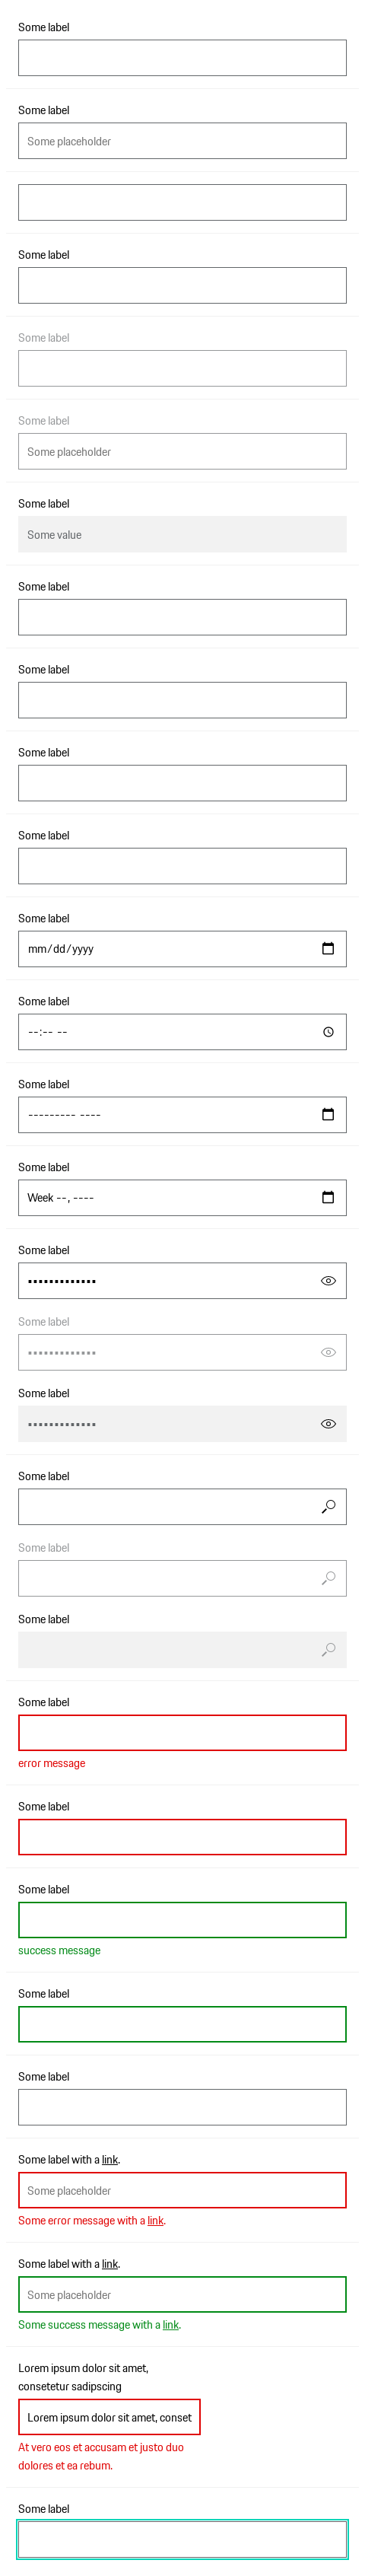 Some label
Some label
Some placeholder
Some label
Some label
Some label
Some placeholder
Some label
Some value
Some label
Some label
Some label
Some label
Some label
mm/dd/yyyy
Some label
--:-- --
Some label
--------- ----
Some label
Week --, ----
Some label
•••••••••••••
Some label
•••••••••••••
Some label
•••••••••••••
Some label
Some label
Some label
Some label
error message
Some label
Some label
success message
Some label
Some label
Some label with a link.
Some placeholder
Some error message with a link.
Some label with a link.
Some placeholder
Some success message with a link.
Lorem ipsum dolor sit amet,
consetetur sadipscing
Lorem ipsum dolor sit amet, conset
At vero eos et accusam et justo duo
dolores et ea rebum.
Some label